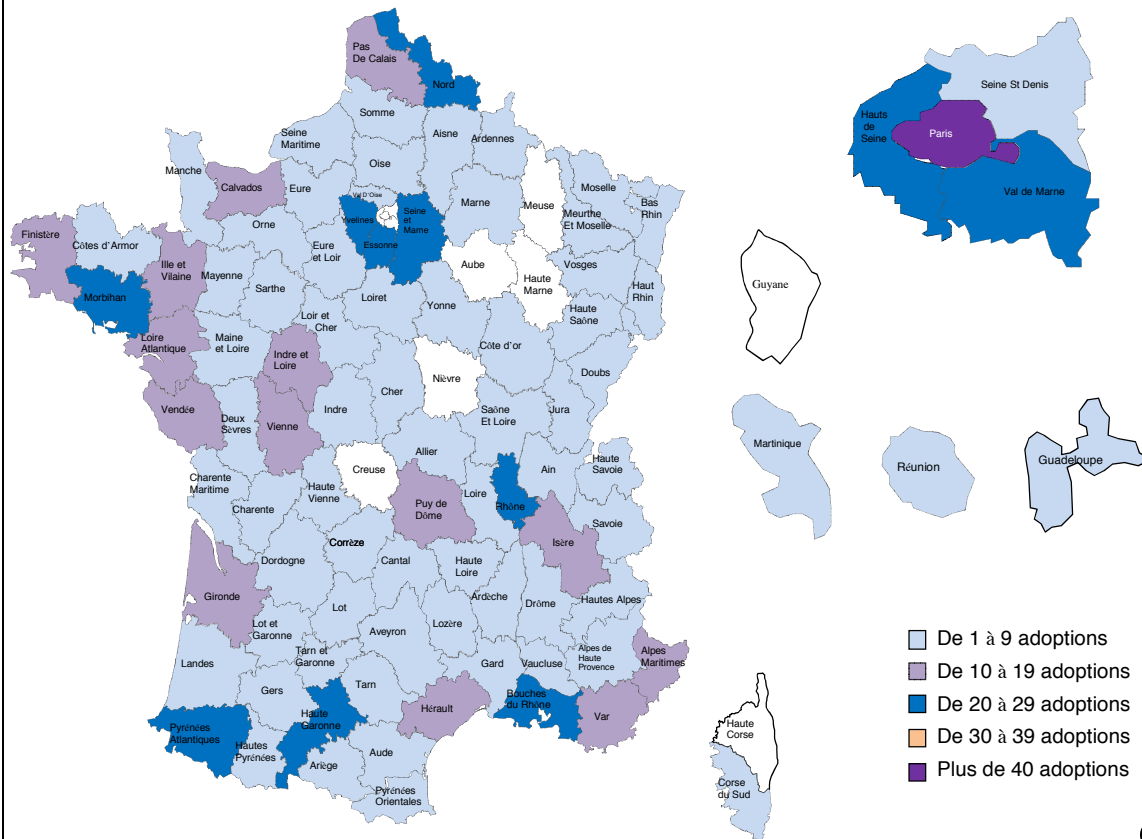 Pas
De Calais
Nord
Somme
Aisne
Ardennes
Seine
Maritime
Oise
Manche
Calvados
Eure
Val D'Oise
Yvelines
Seine
et
Marne
Essonne
Marne
Meuse
Moselle
Meurthe
Et Moselle
Bas
Rhin
Finistère
Côtes d'Armor
Orne
Eure
et Loir
Ille et
Vilaine
Mayenne
Sarthe
Morbihan
Aube
Haute
Marne
Vosges
Haut
Rhin
Loiret
Yonne
Haute
Saône
Loir et
Cher
Loire
Atlantique
Maine
et Loire
Indre et
Loire
Côte d'or
Doubs
Nièvre
Cher
Vendée
Deux
Sèvres
Vienne
Indre
Saône
Et Loire
Jura
Allier
Creuse
Charente
Maritime
Charente
Haute
Vienne
Puy de
Dôme
Loire
Rhône
Ain
Haute
Savoie
Savoie
Isère
Corrèze
Dordogne
Cantal
Haute
Loire
Gironde
Lot
Ardèche
Drôme
Hautes Alpes
Lot et
Garonne
Aveyron
Lozère
Landes
Tarn et
Garonne
Tarn
Gard
Vaucluse
Alpes de
Haute
Provence
Alpes
Maritimes
Gers
Hérault
Bouches
du Rhône
Var
Pyrénées
Atlantiques
Hautes
Pyrénées
Haute
Garonne
Ariège
Aude
Pyrénées
Orientales
Haute
Corse
Corse
du Sud
Seine St Denis
Hauts
de
Seine
Paris
Val de Marne
Guyane
Martinique
Réunion
Guadeloupe
De 1 à 9 adoptions
De 10 à 19 adoptions
De 20 à 29 adoptions
De 30 à 39 adoptions
Plus de 40 adoptions